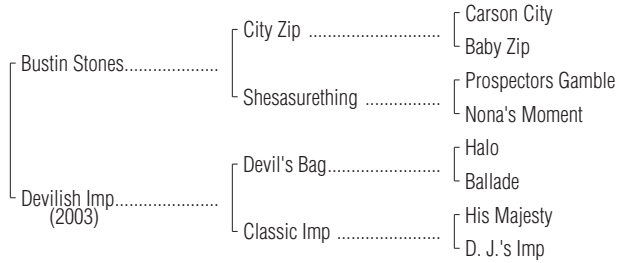 Carson City
City Zip ............................
Baby Zip
Bustin Stones....................
Prospectors Gamble
Shesasurething ................
Nona's Moment
Halo
Devil's Bag........................
Ballade
Devilish Imp......................
(2003)
His Majesty
Classic Imp ......................
D. J.'s Imp